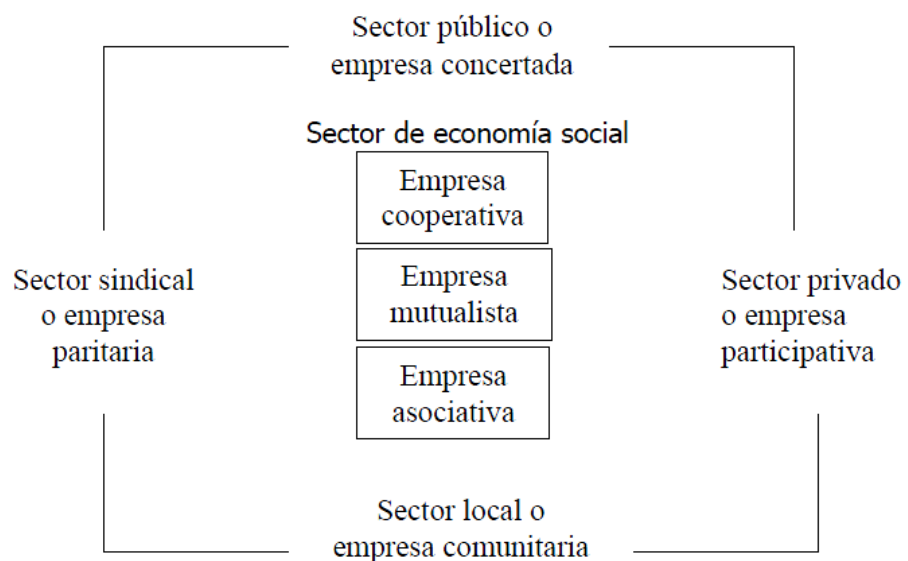 Sector público o
empresa concertada
Sector de economía social
Empresa
cooperativa
Sector sindical
o empresa
paritaria
Empresa
mutualista
Sector privado
o empresa
participativa
Empresa
asociativa
Sector local o
empresa comunitaria